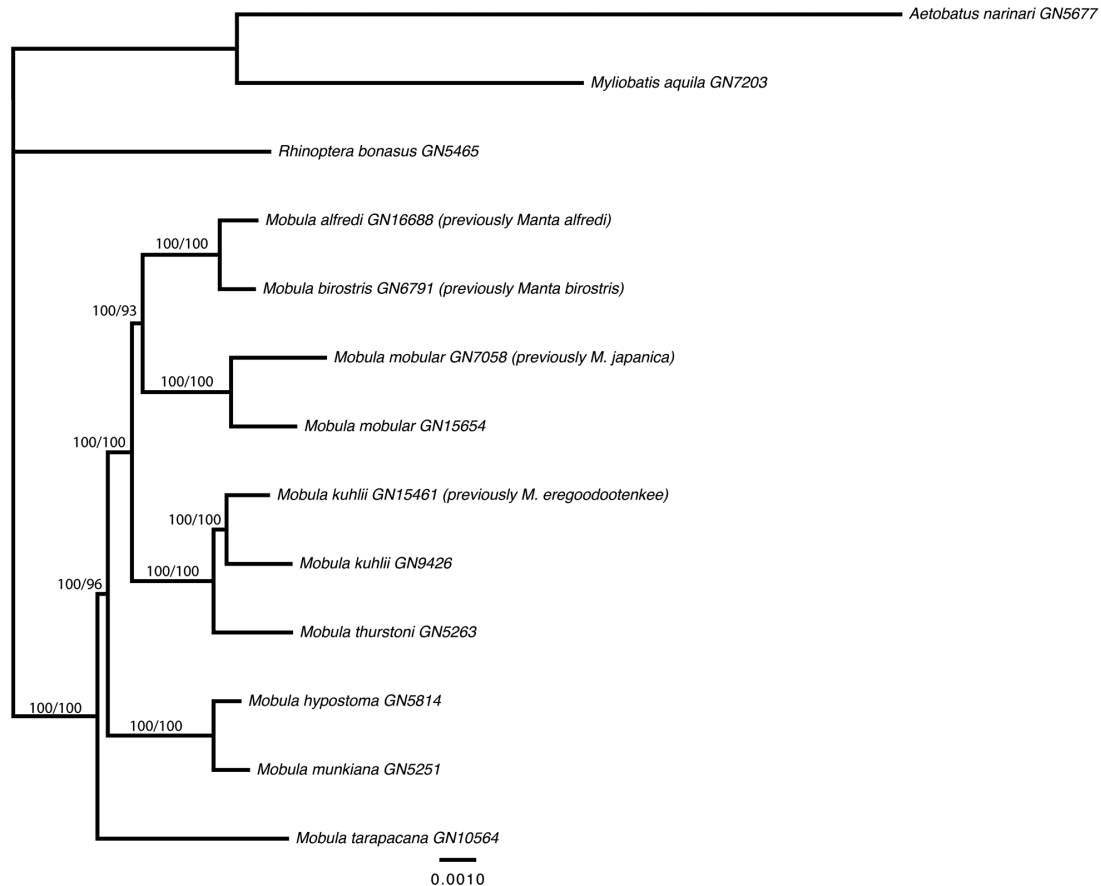 Aetobatus narinari GN5677
Myliobatis aquila GN7203
Rhinoptera bonasus GN5465
Mobula alfredi GN16688 (previously Manta alfredi)
100/100
Mobula birostris GN6791 (previously Manta birostris)
100/93
Mobula mobular GN7058 (previously M. japanica)
100/100
Mobula mobular GN15654
100/100
Mobula kuhlii GN15461 (previously M. eregoodootenkee)
100/100
Mobula kuhlii GN9426
100/100
100/96
Mobula thurstoni GN5263
Mobula hypostoma GN5814
100/100
100/100
Mobula munkiana GN5251
Mobula tarapacana GN10564
0.0010